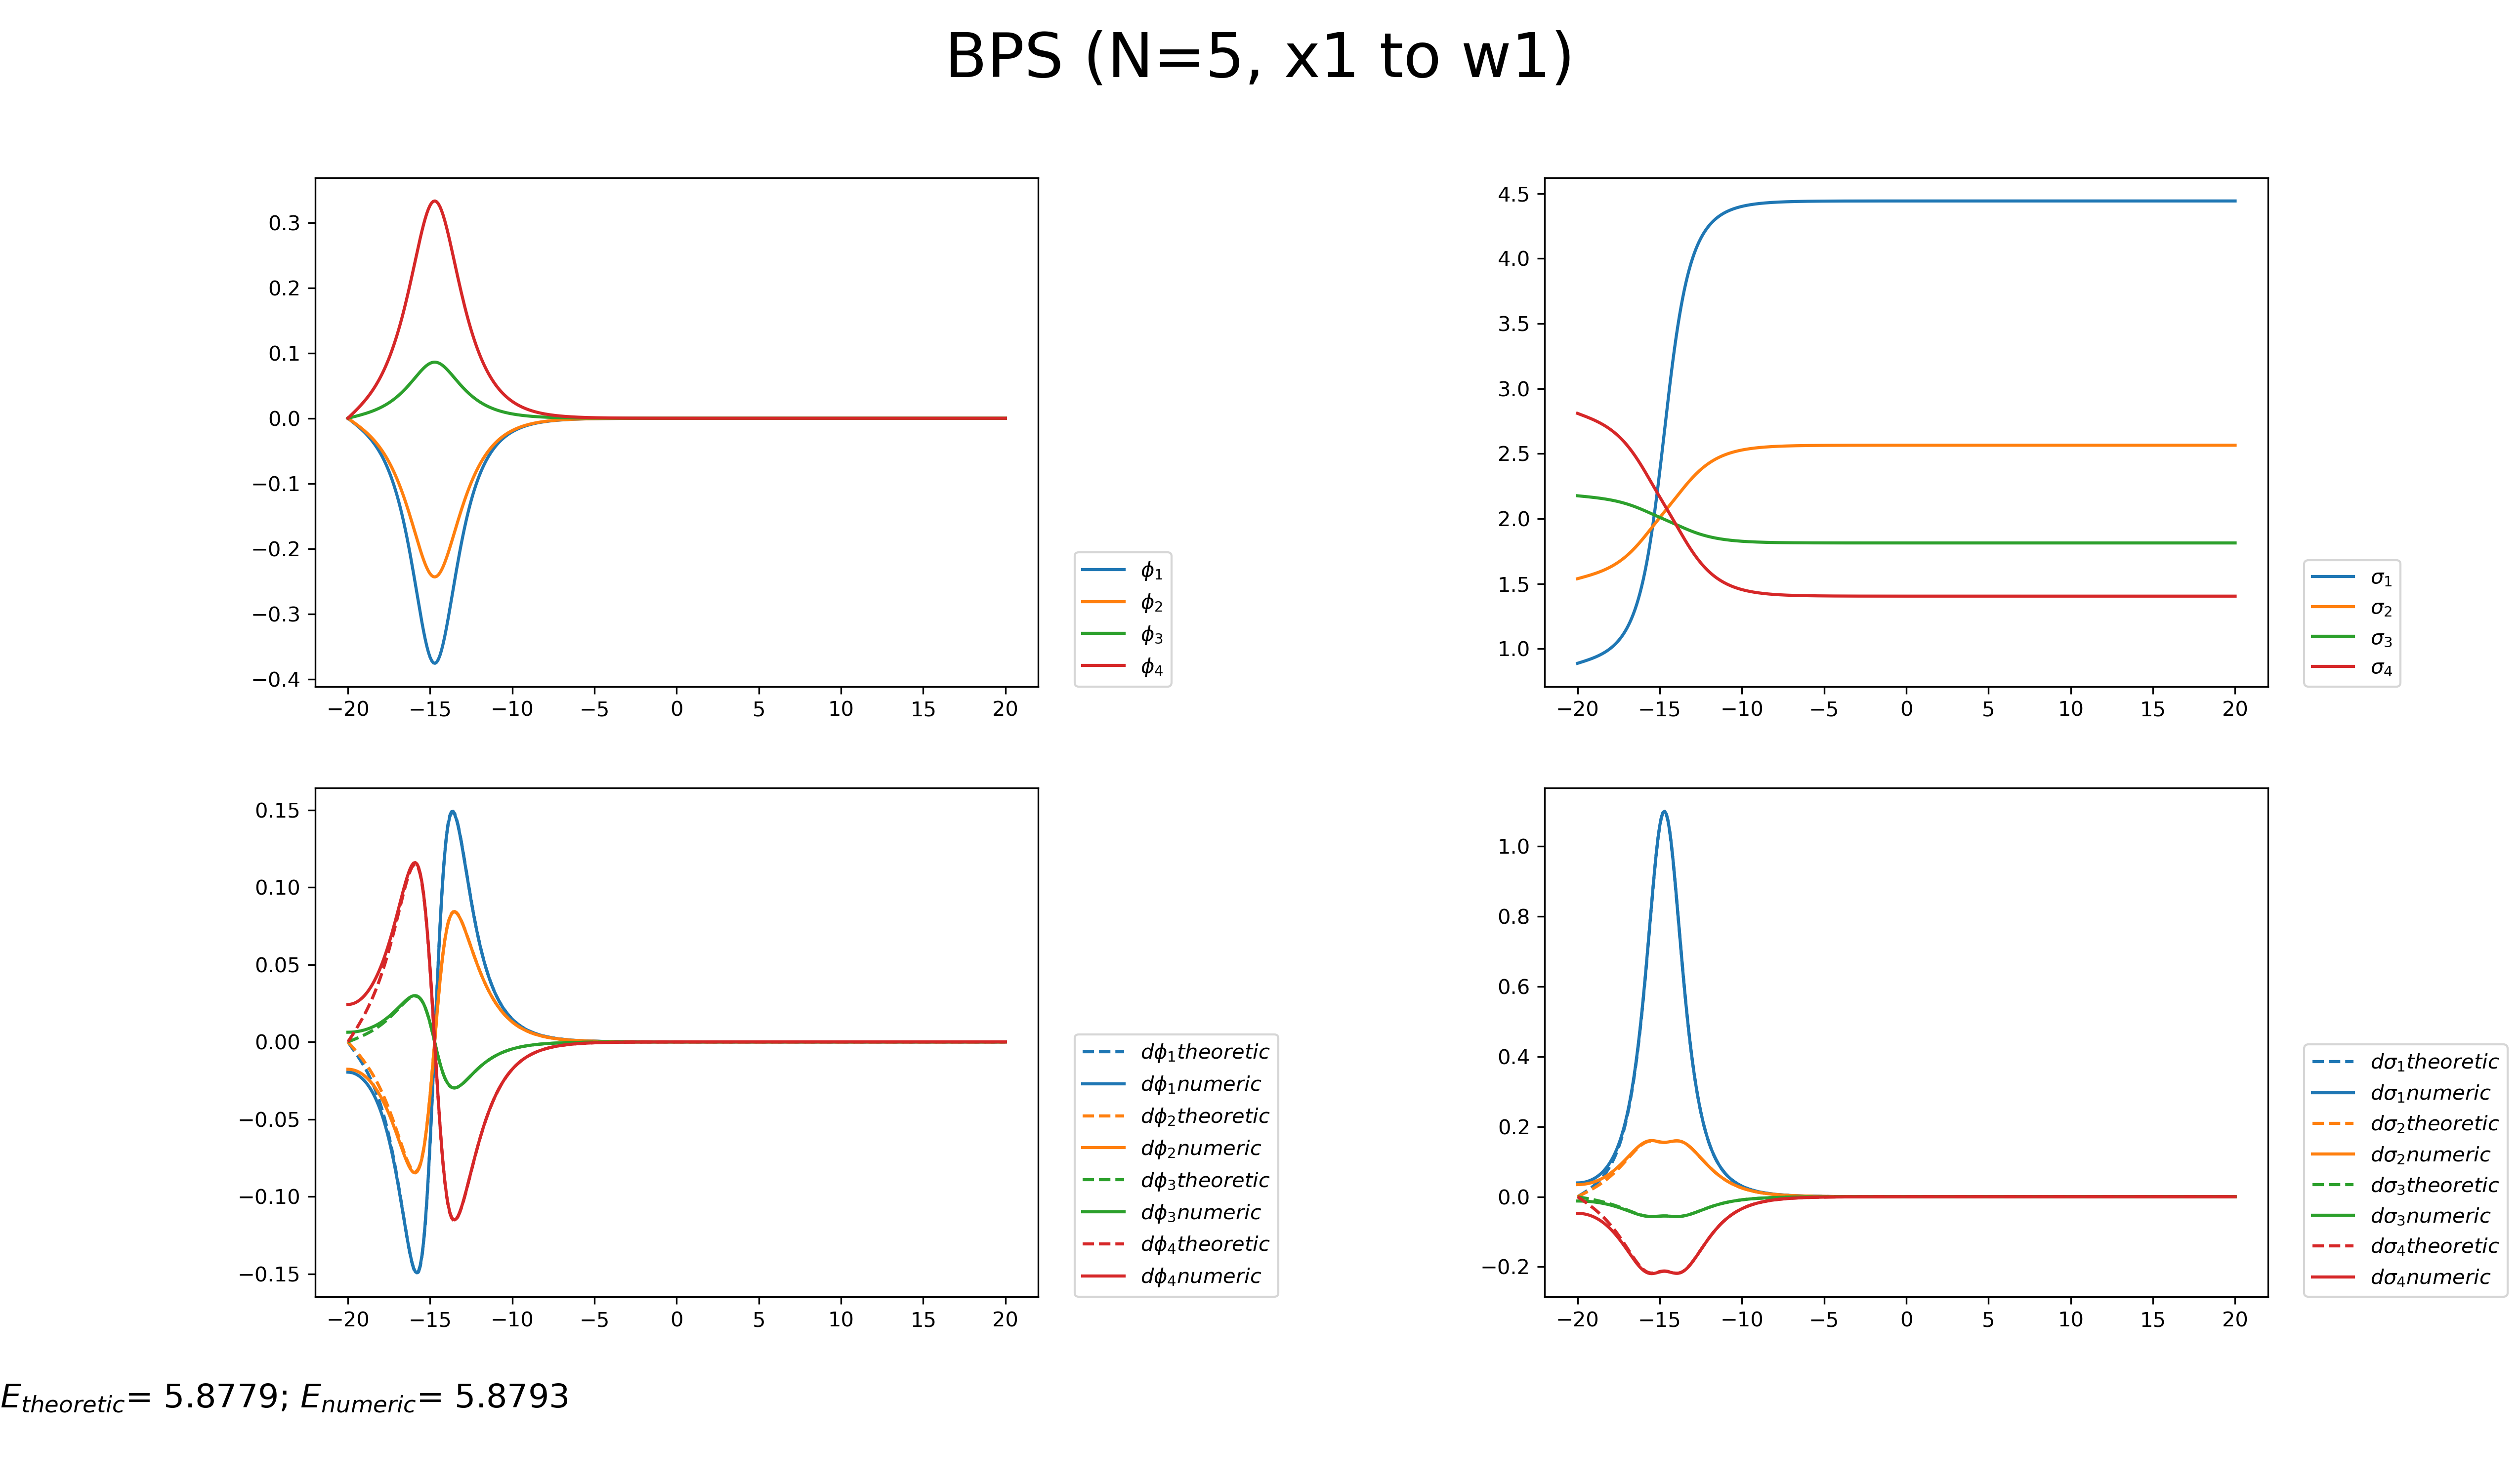 BPS (N=5, x1 to w1)
0.3
0.2
0.1
0.0
−0.1
−0.2
−0.3
−0.4
−20 −15 −10 −5 0 5 10 15 20
ϕ₁
ϕ₂
ϕ₃
ϕ₄
4.5
4.0
3.5
3.0
2.5
2.0
1.5
1.0
−20 −15 −10 −5 0 5 10 15 20
σ₁
σ₂
σ₃
σ₄
0.15
0.10
0.05
0.00
−0.05
−0.10
−0.15
−20 −15 −10 −5 0 5 10 15 20
dϕ₁theoretic
dϕ₁numeric
dϕ₂theoretic
dϕ₂numeric
dϕ₃theoretic
dϕ₃numeric
dϕ₄theoretic
dϕ₄numeric
1.0
0.8
0.6
0.4
0.2
0.0
−0.2
−20 −15 −10 −5 0 5 10 15 20
dσ₁theoretic
dσ₁numeric
dσ₂theoretic
dσ₂numeric
dσ₃theoretic
dσ₃numeric
dσ₄theoretic
dσ₄numeric
E_theoretic= 5.8779; E_numeric= 5.8793